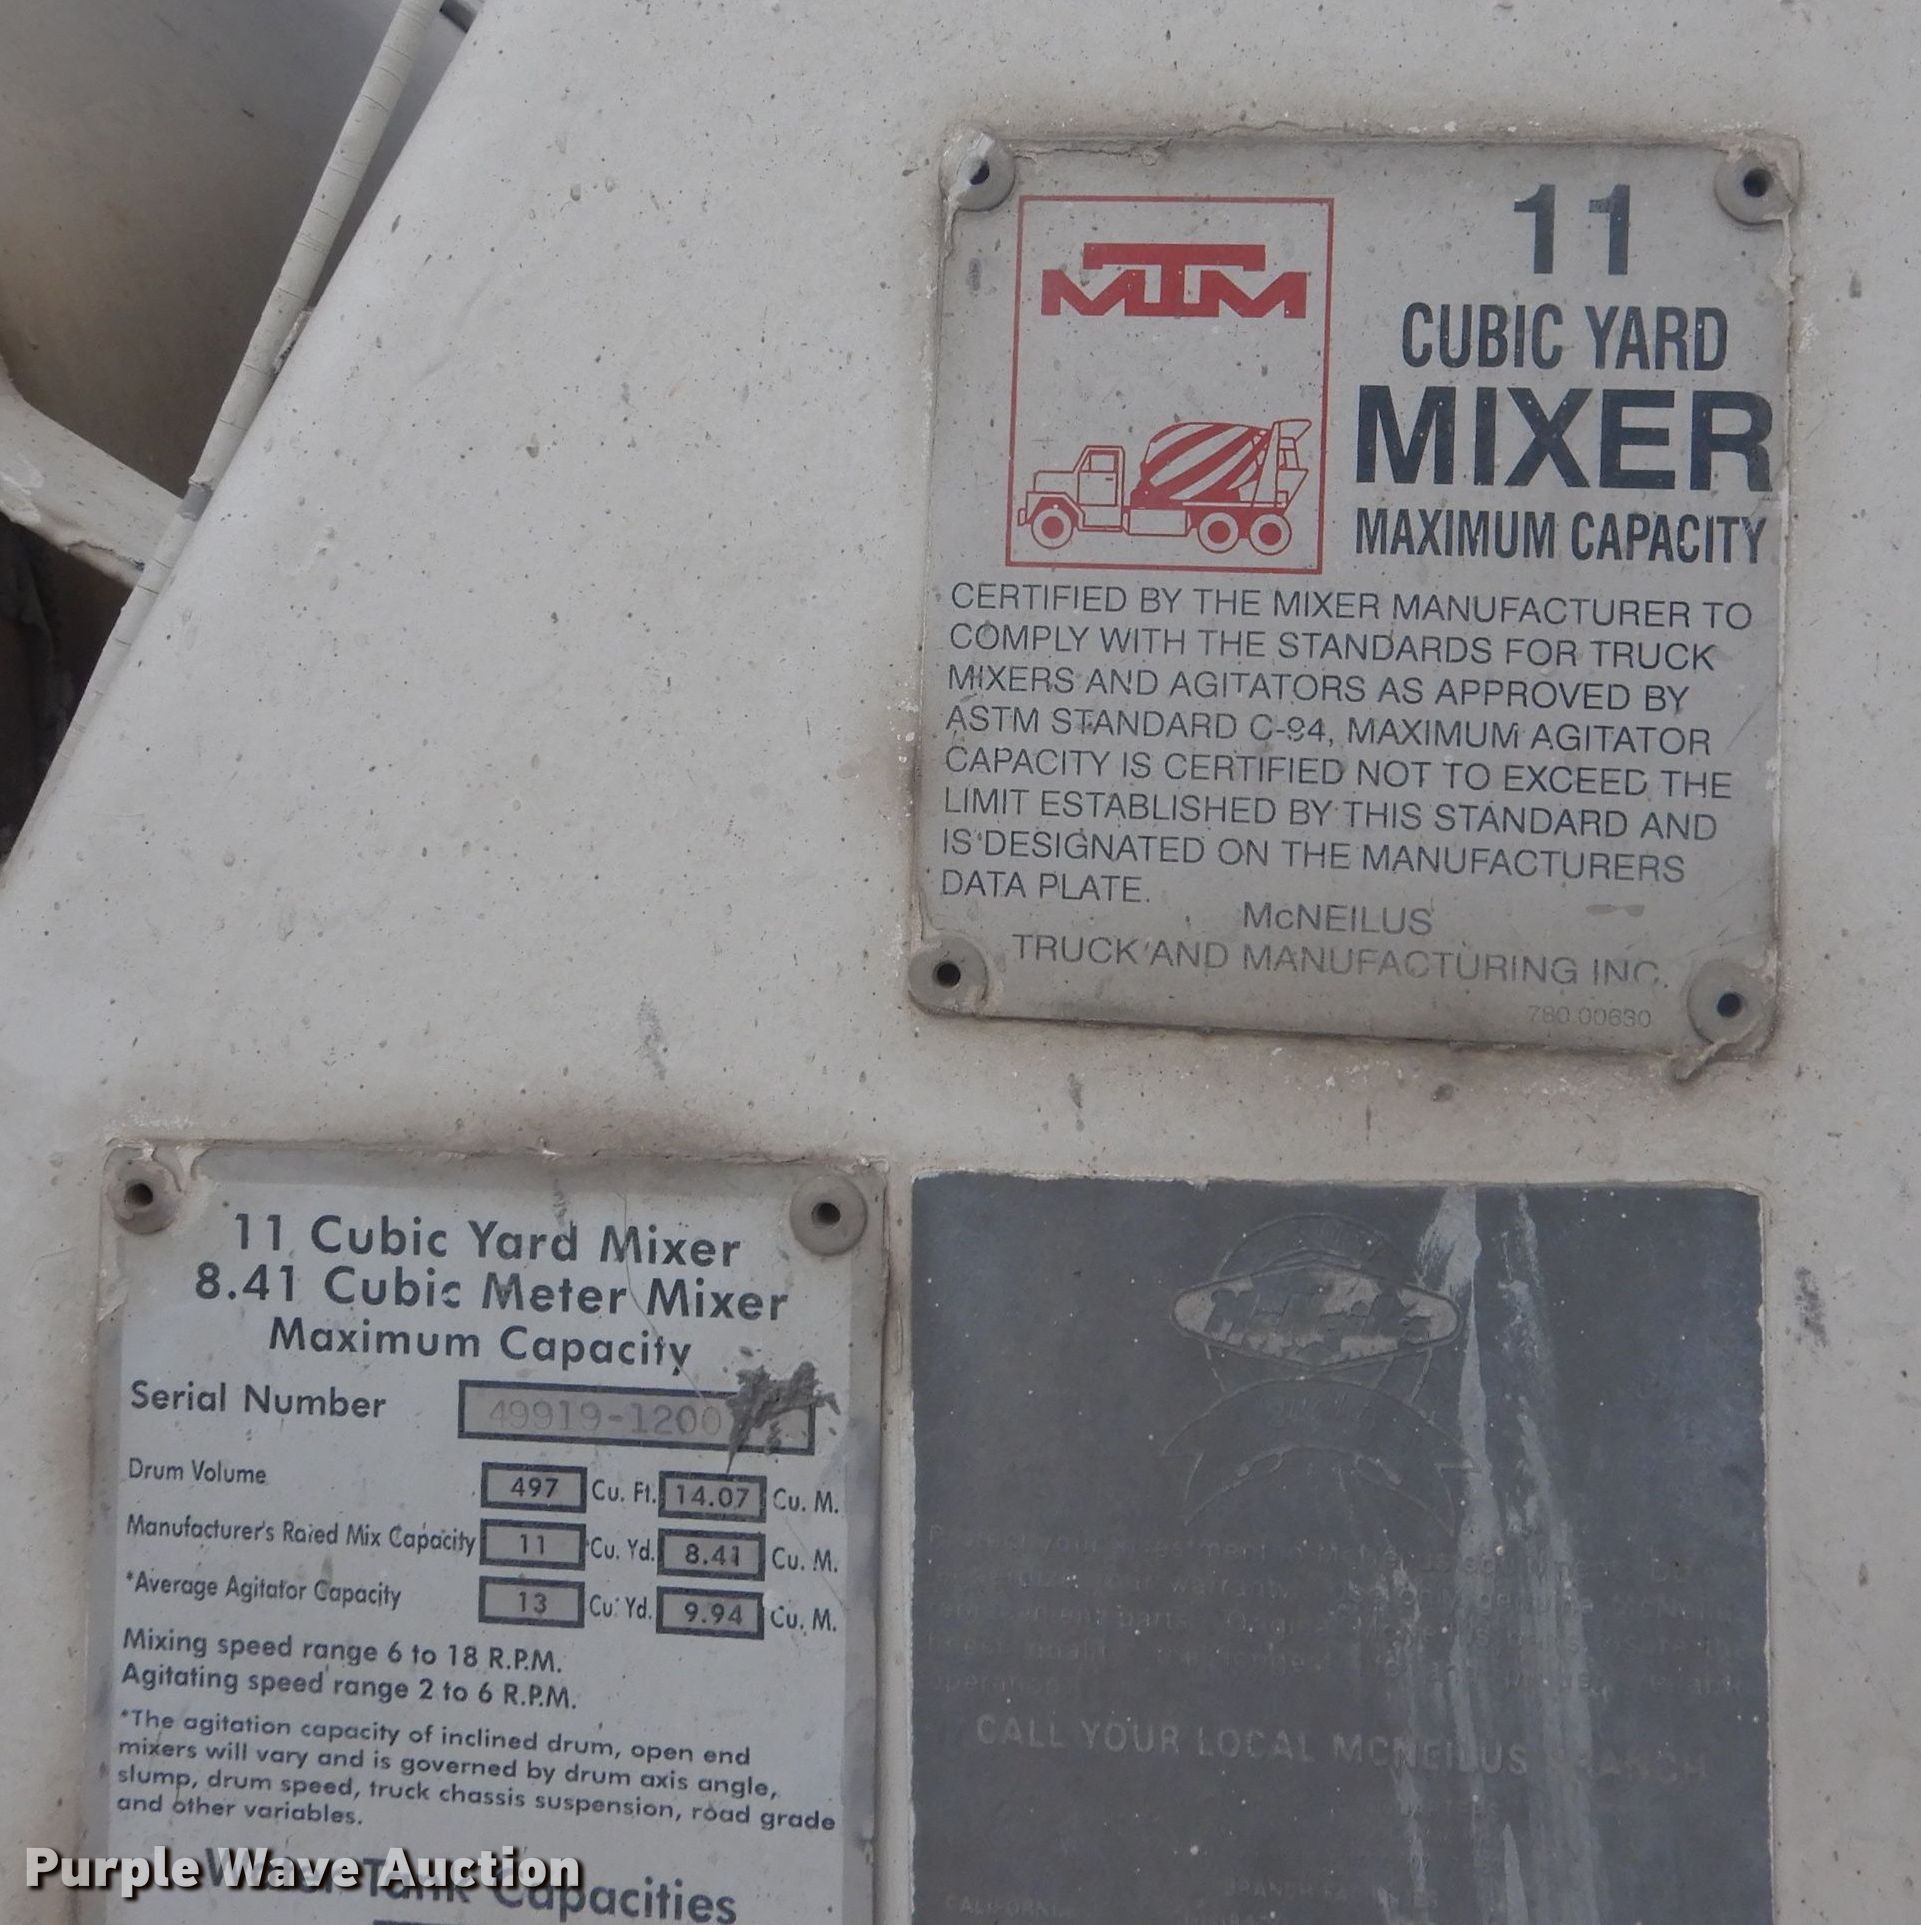 MTM
11
CUBIC YARD
MIXER
MAXIMUM CAPACITY
CERTIFIED BY THE MIXER MANUFACTURER TO
COMPLY WITH THE STANDARDS FOR TRUCK
MIXERS AND AGITATORS AS APPROVED BY
ASTM STANDARD C-94, MAXIMUM AGITATOR
CAPACITY IS CERTIFIED NOT TO EXCEED THE
LIMIT ESTABLISHED BY THIS STANDARD AND
IS DESIGNATED ON THE MANUFACTURERS
DATA PLATE.
McNEILUS
TRUCK AND MANUFACTURING INC.
780.00630
11 Cubic Yard Mixer
8.41 Cubic Meter Mixer
Maximum Capacity
Serial Number 49919-1200
Drum Volume 497 Cu. Ft. 14.07 Cu. M.
Manufacturer's Rated Mix Capacity 11 Cu. Yd. 8.41 Cu. M.
*Average Agitator Capacity 13 Cu. Yd. 9.94 Cu. M.
Mixing speed range 6 to 18 R.P.M.
Agitating speed range 2 to 6 R.P.M.
*The agitation capacity of inclined drum, open end
mixers will vary and is governed by drum axis angle,
slump, drum speed, truck chassis suspension, road grade
and other variables.
Water Tank Capacities
CALL YOUR LOCAL MCNEILUS BRANCH
CALIFORNIA
Purple Wave Auction